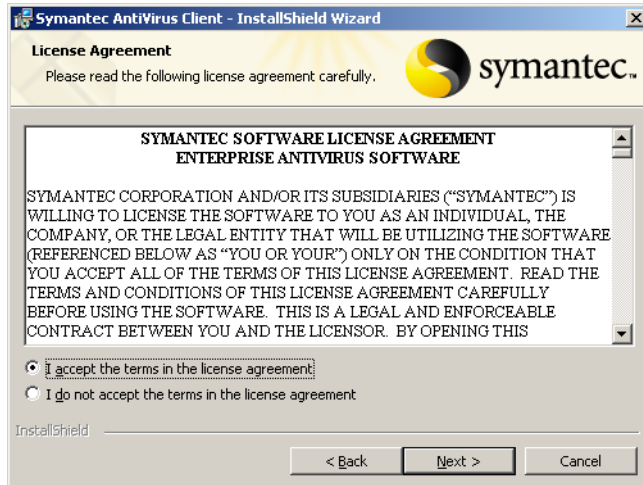 Symantec AntiVirus Client - InstallShield Wizard
License Agreement
Please read the following license agreement carefully.
symantec™
SYMANTEC SOFTWARE LICENSE AGREEMENT
ENTERPRISE ANTIVIRUS SOFTWARE
SYMANTEC CORPORATION AND/OR ITS SUBSIDIARIES (“SYMANTEC”) IS
WILLING TO LICENSE THE SOFTWARE TO YOU AS AN INDIVIDUAL, THE
COMPANY, OR THE LEGAL ENTITY THAT WILL BE UTILIZING THE SOFTWARE
(REFERENCED BELOW AS “YOU OR YOUR”) ONLY ON THE CONDITION THAT
YOU ACCEPT ALL OF THE TERMS OF THIS LICENSE AGREEMENT.  READ THE
TERMS AND CONDITIONS OF THIS LICENSE AGREEMENT CAREFULLY
BEFORE USING THE SOFTWARE.  THIS IS A LEGAL AND ENFORCEABLE
CONTRACT BETWEEN YOU AND THE LICENSOR.  BY OPENING THIS
I accept the terms in the license agreement
I do not accept the terms in the license agreement
InstallShield
< Back
Next >
Cancel